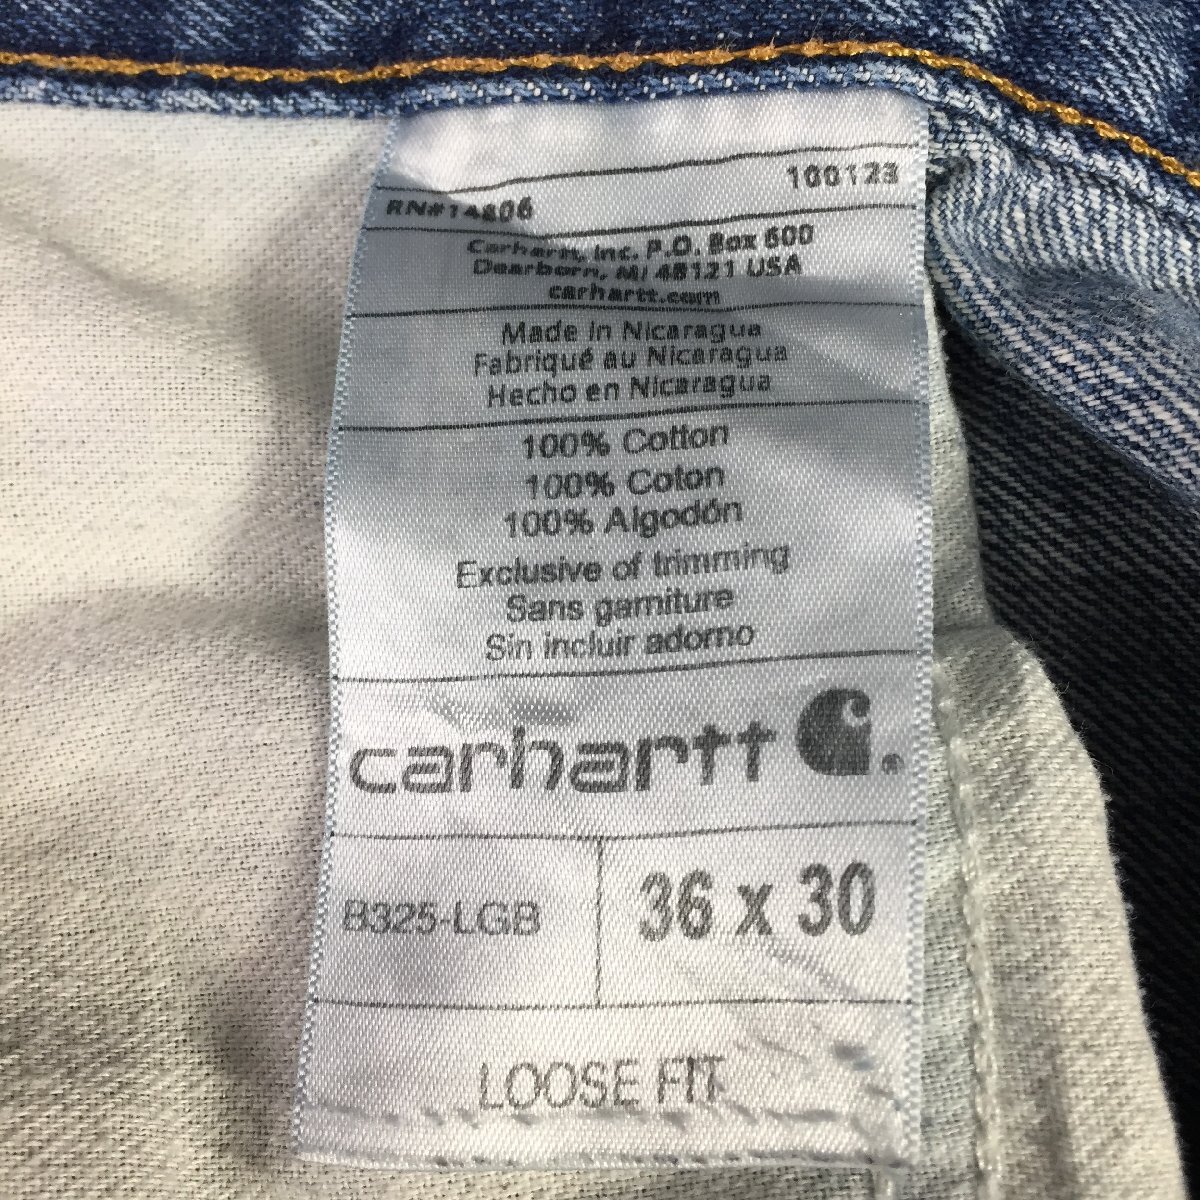 100123
RN#14806
Carhartt, Inc. P.O. Box 600
Dearborn, MI 48121 USA
carhartt.com
Made in Nicaragua
Fabriqué au Nicaragua
Hecho en Nicaragua
100% Cotton
100% Coton
100% Algodón
Exclusive of trimming
Sans garniture
Sin incluir adorno
carhartt
B325-LGB
36 x 30
LOOSE FIT